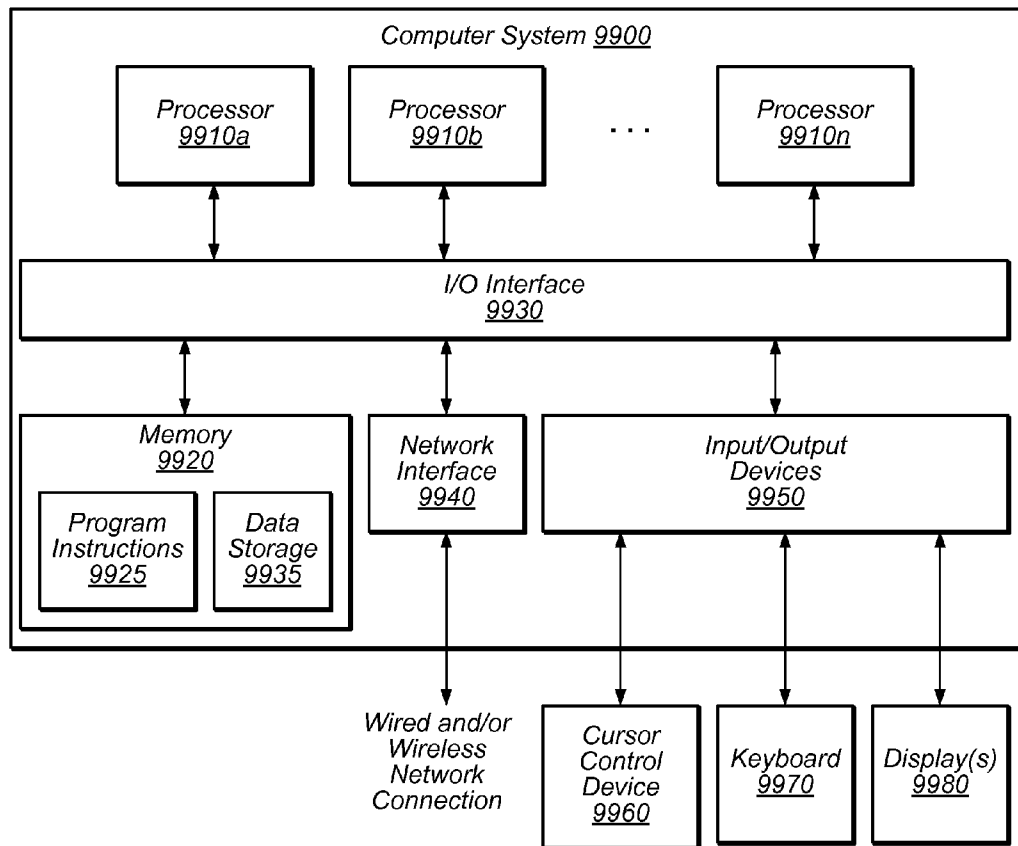 Computer System 9900
Processor
9910a
Processor
9910b
. . .
Processor
9910n
I/O Interface
9930
Memory
9920
Program
Instructions
9925
Data
Storage
9935
Network
Interface
9940
Input/Output
Devices
9950
Wired and/or
Wireless
Network
Connection
Cursor
Control
Device
9960
Keyboard
9970
Display(s)
9980